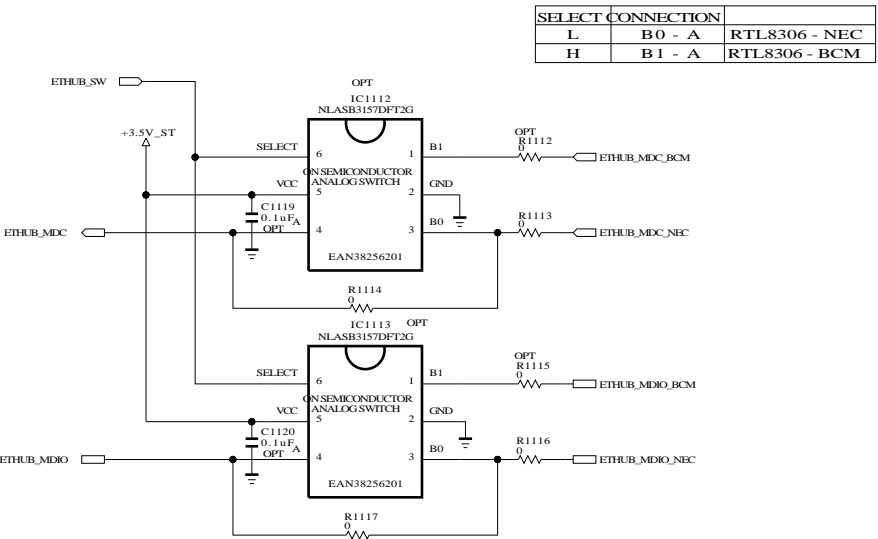 SELECT CONNECTION
L B0 - A RTL8306 - NEC
H B1 - A RTL8306 - BCM
ETHUB_SW
OPT
IC1112
NLASB3157DFT2G
+3.5V_ST
SELECT 6 1 B1
OPT
R1112
0
ETHUB_MDC_BCM
ON SEMICONDUCTOR
ANALOG SWITCH
VCC 5 2 GND
C1119
0.1uF
OPT
ETHUB_MDC
A 4 3 B0
R1113
0
ETHUB_MDC_NEC
EAN38256201
R1114
0
IC1113 OPT
NLASB3157DFT2G
SELECT 6 1 B1
OPT
R1115
0
ETHUB_MDIO_BCM
ON SEMICONDUCTOR
ANALOG SWITCH
VCC 5 2 GND
C1120
0.1uF
OPT
ETHUB_MDIO
A 4 3 B0
R1116
0
ETHUB_MDIO_NEC
EAN38256201
R1117
0